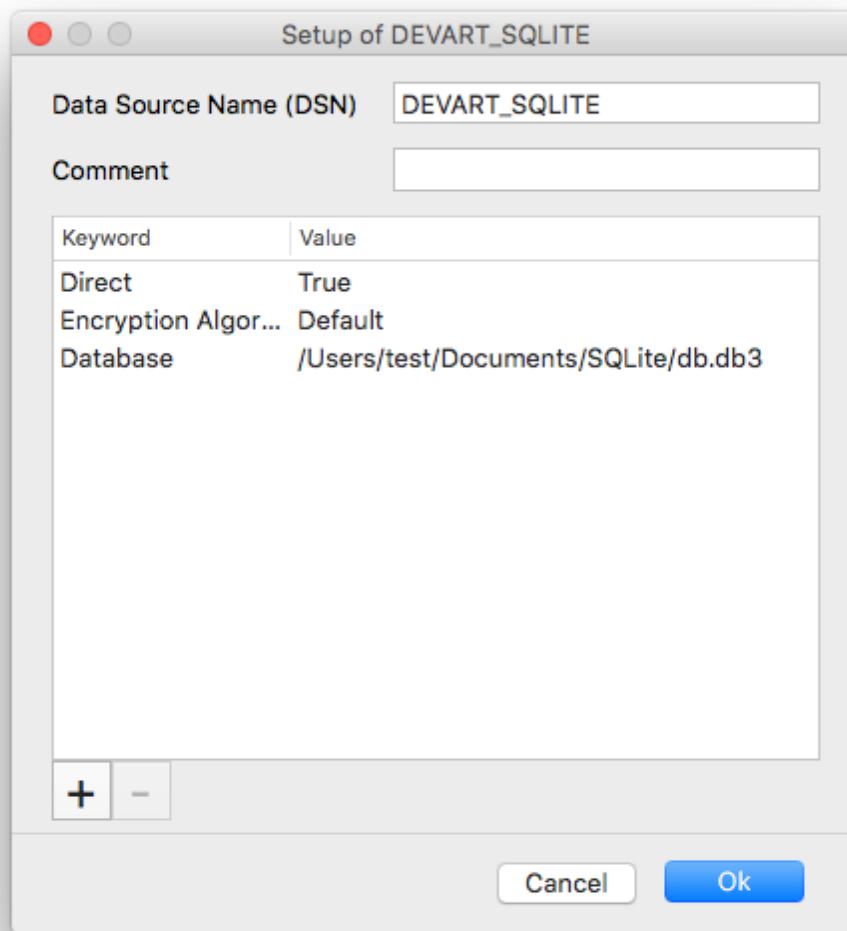 Setup of DEVART_SQLITE
Data Source Name (DSN) DEVART_SQLITE
Comment
Keyword Value
Direct True
Encryption Algor... Default
Database /Users/test/Documents/SQLite/db.db3
+ -
Cancel Ok